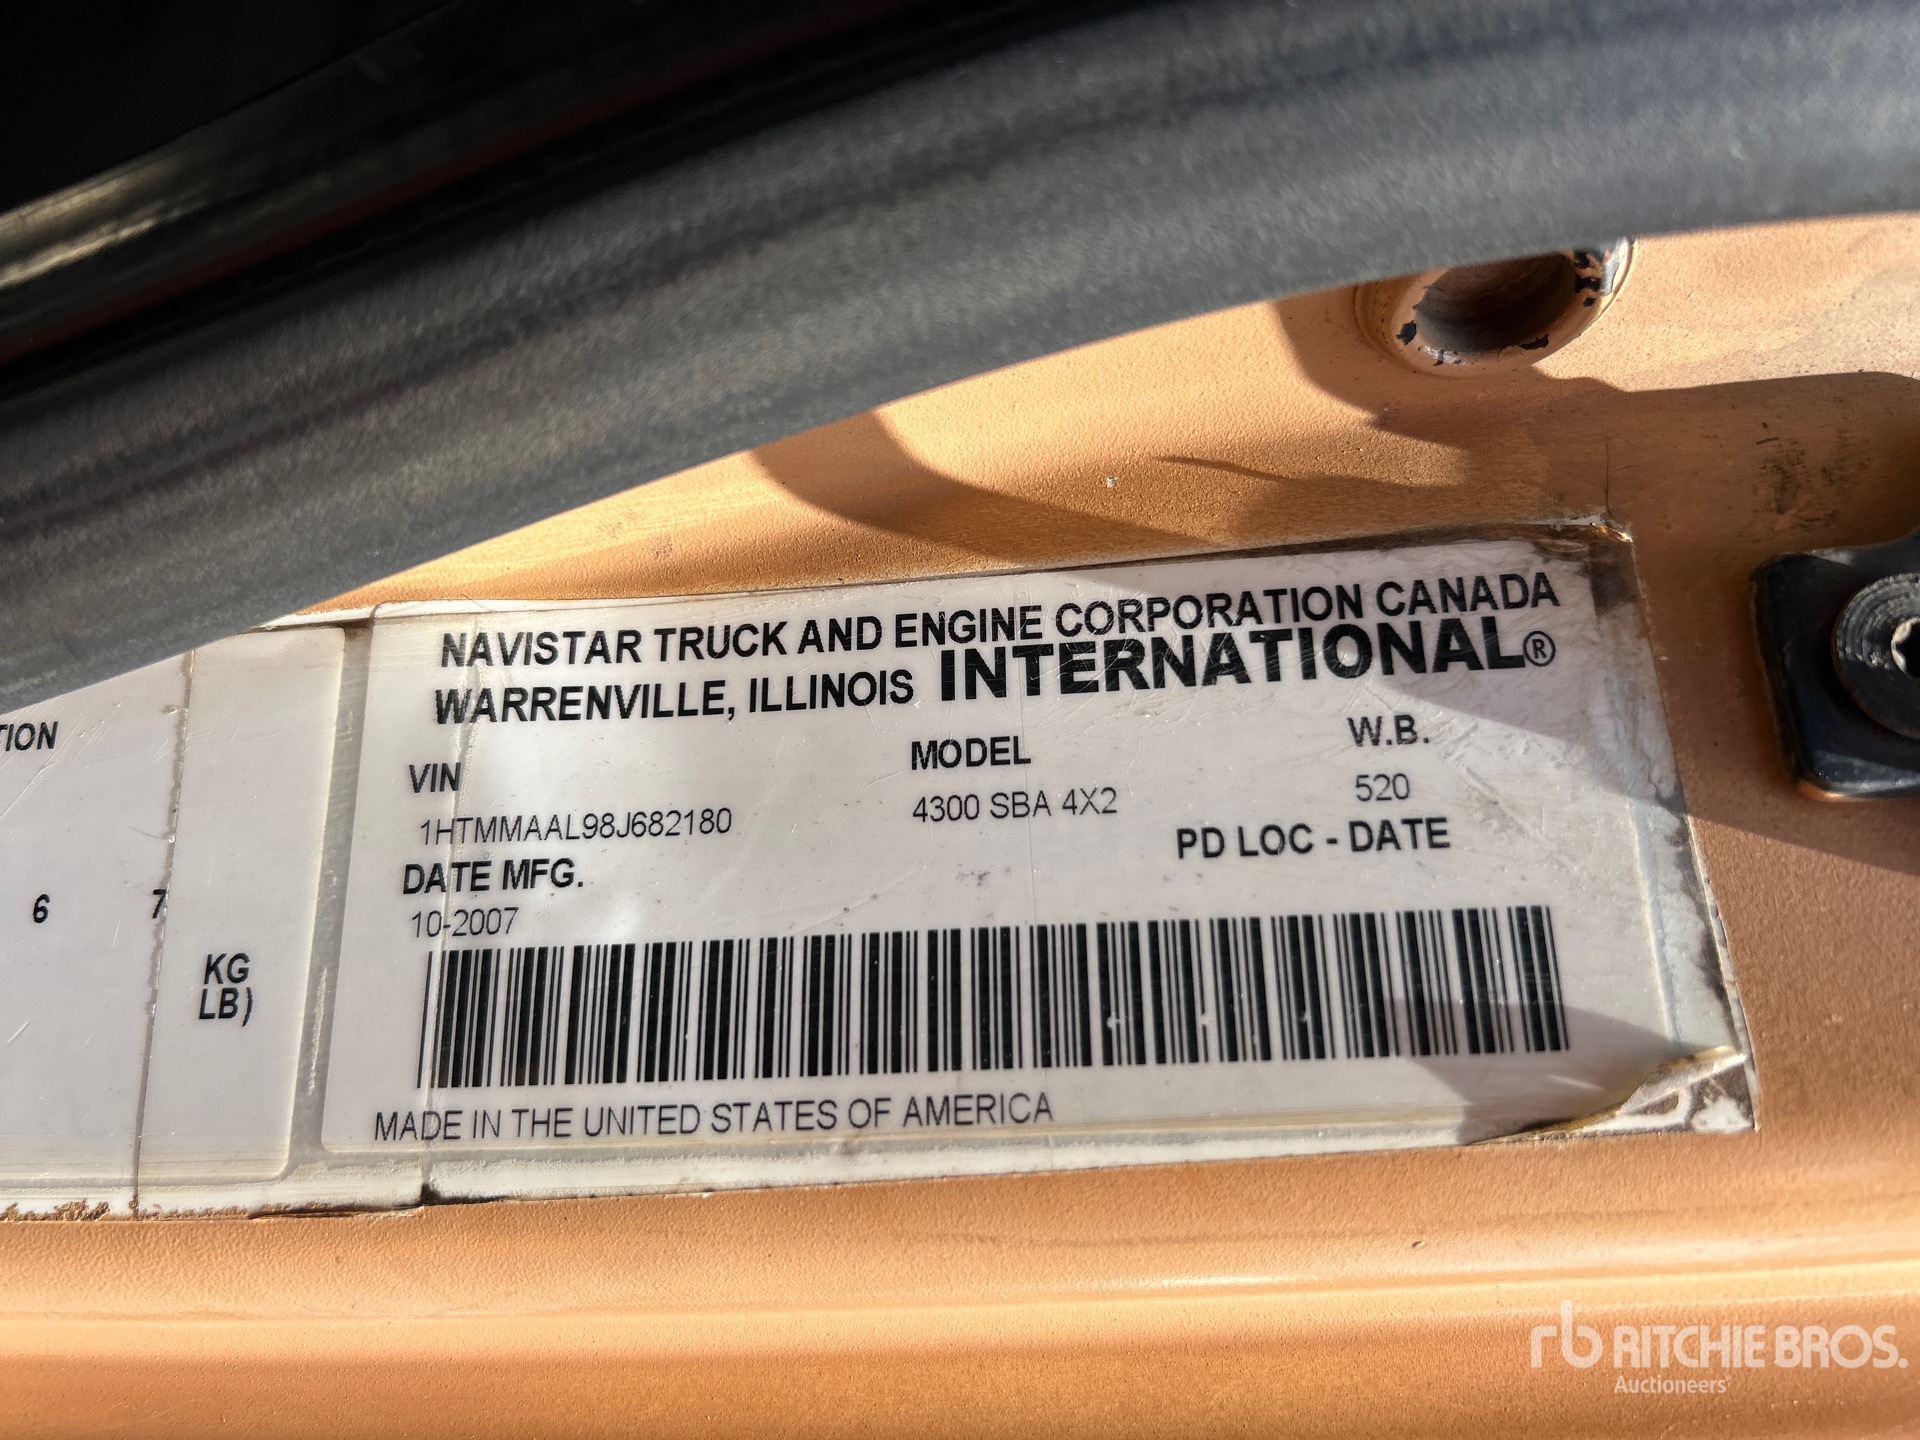 NAVISTAR TRUCK AND ENGINE CORPORATION CANADA
WARRENVILLE, ILLINOIS INTERNATIONAL®
VIN MODEL W.B.
1HTMMAAL98J682180 4300 SBA 4X2 520
DATE MFG. PD LOC - DATE
10-2007
MADE IN THE UNITED STATES OF AMERICA
TION
6 7
KG
LB)
rb RITCHIE BROS.
Auctioneers